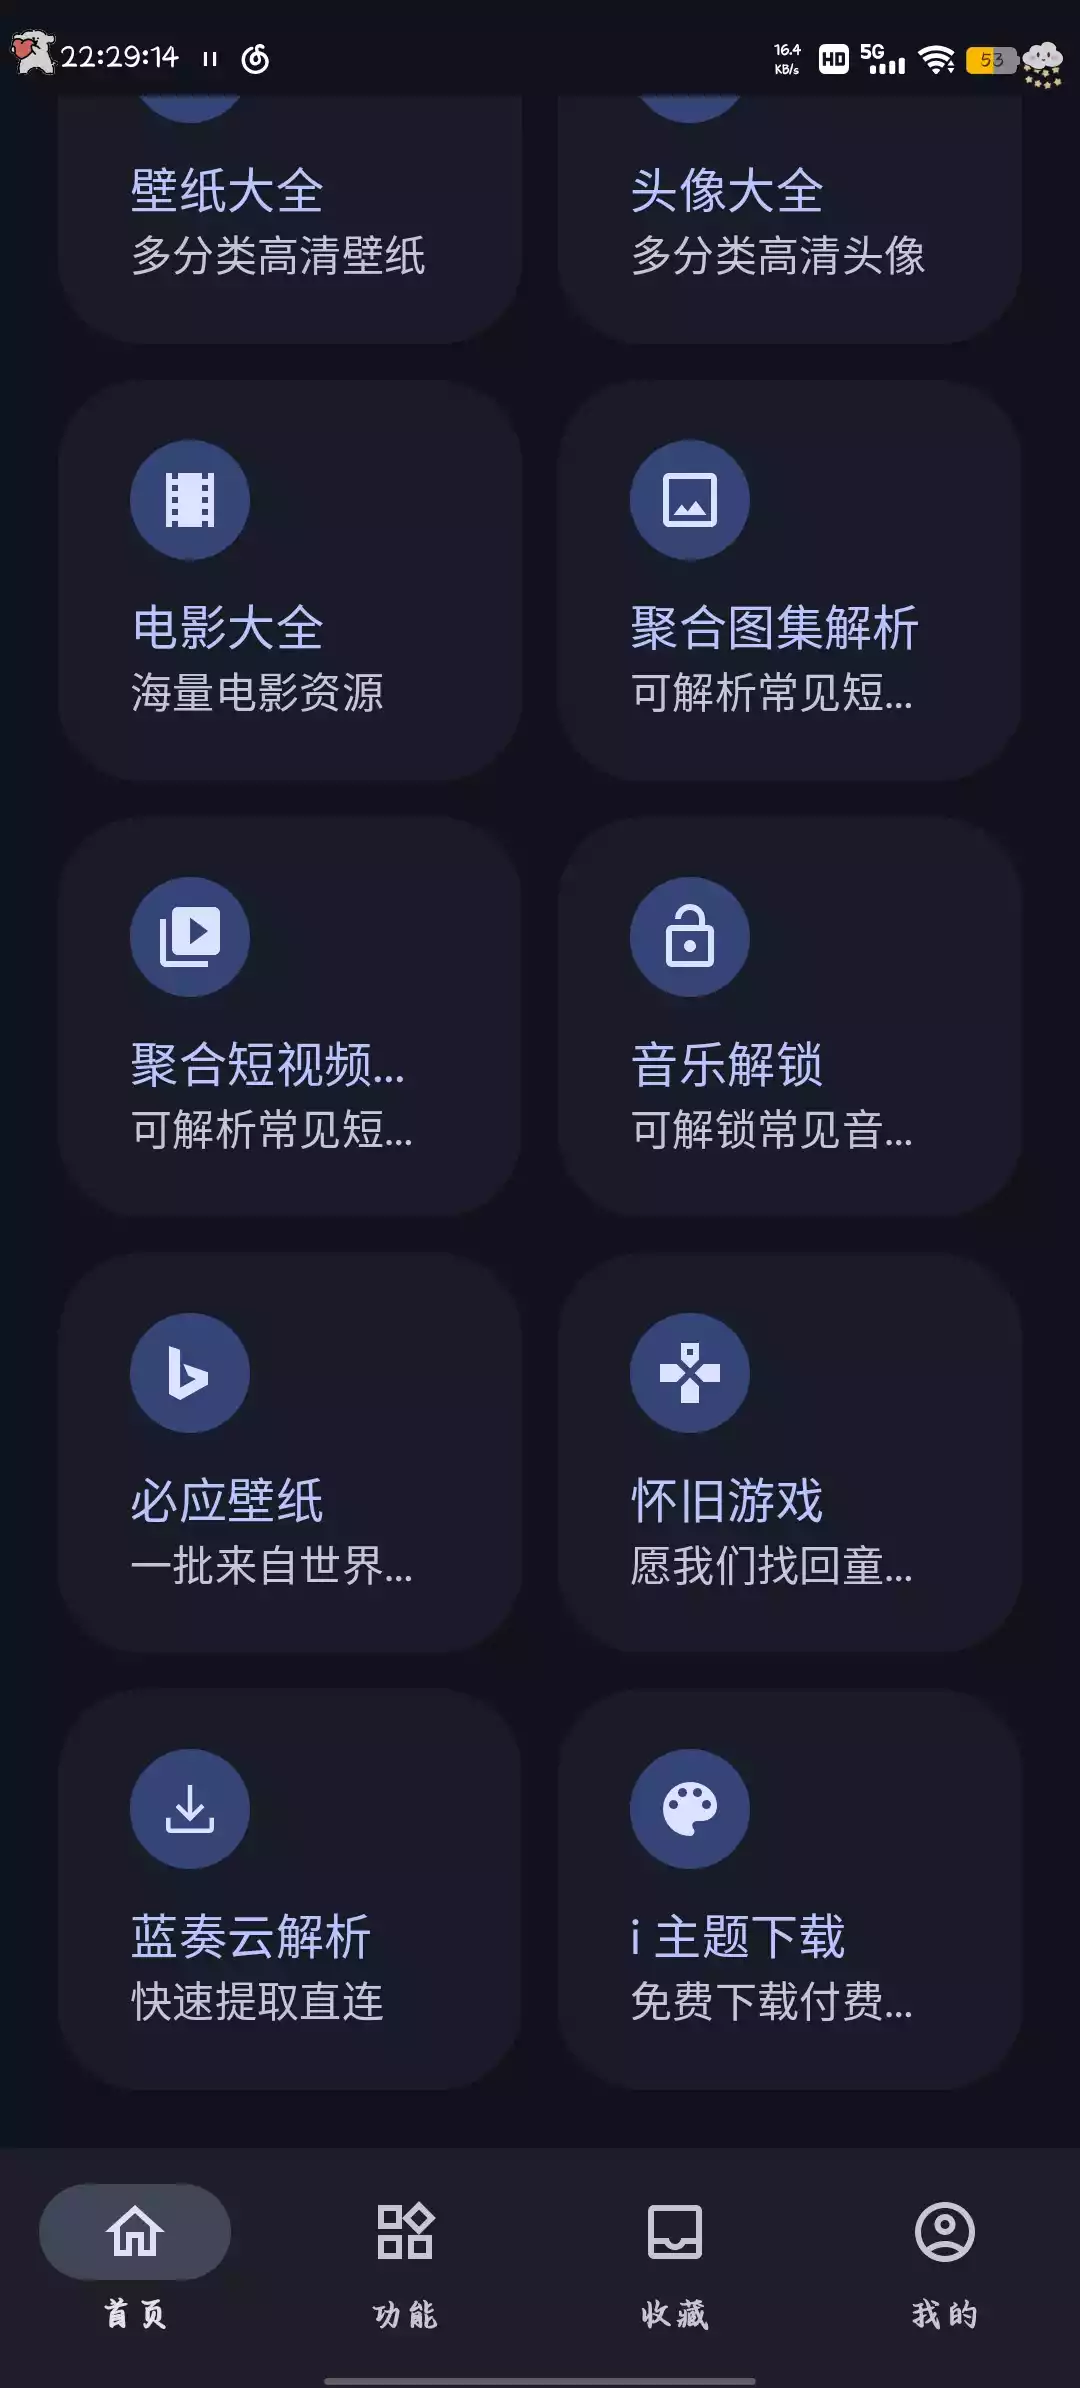 22:29:14
16.4
KB/s
HD
5G
53
壁纸大全
多分类高清壁纸
头像大全
多分类高清头像
电影大全
海量电影资源
聚合图集解析
可解析常见短...
聚合短视频...
可解析常见短...
音乐解锁
可解锁常见音...
必应壁纸
一批来自世界...
怀旧游戏
愿我们找回童...
蓝奏云解析
快速提取直连
i 主题下载
免费下载付费...
首页
功能
收藏
我的